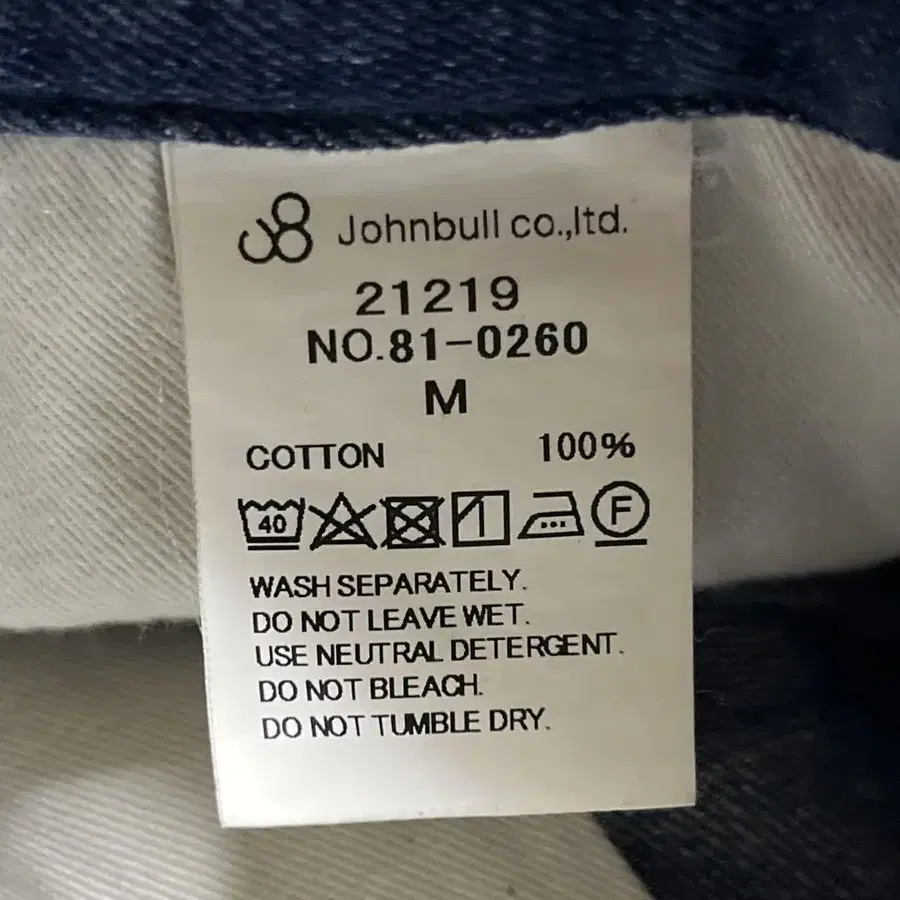 Johnbull co.,ltd.
21219
NO.81-0260
M
COTTON 100%
40 F
WASH SEPARATELY.
DO NOT LEAVE WET.
USE NEUTRAL DETERGENT.
DO NOT BLEACH.
DO NOT TUMBLE DRY.